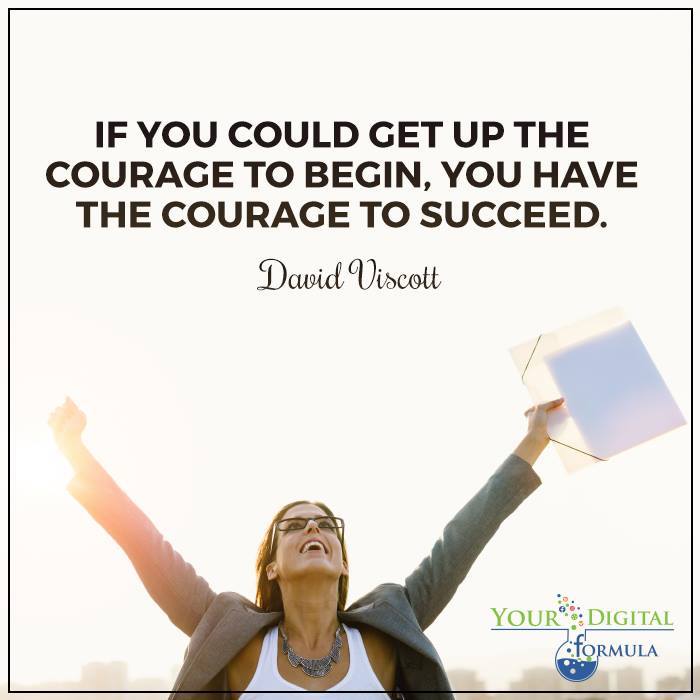 IF YOU COULD GET UP THE
COURAGE TO BEGIN, YOU HAVE
THE COURAGE TO SUCCEED.
David Viscott
YOUR DIGITAL
FORMULA